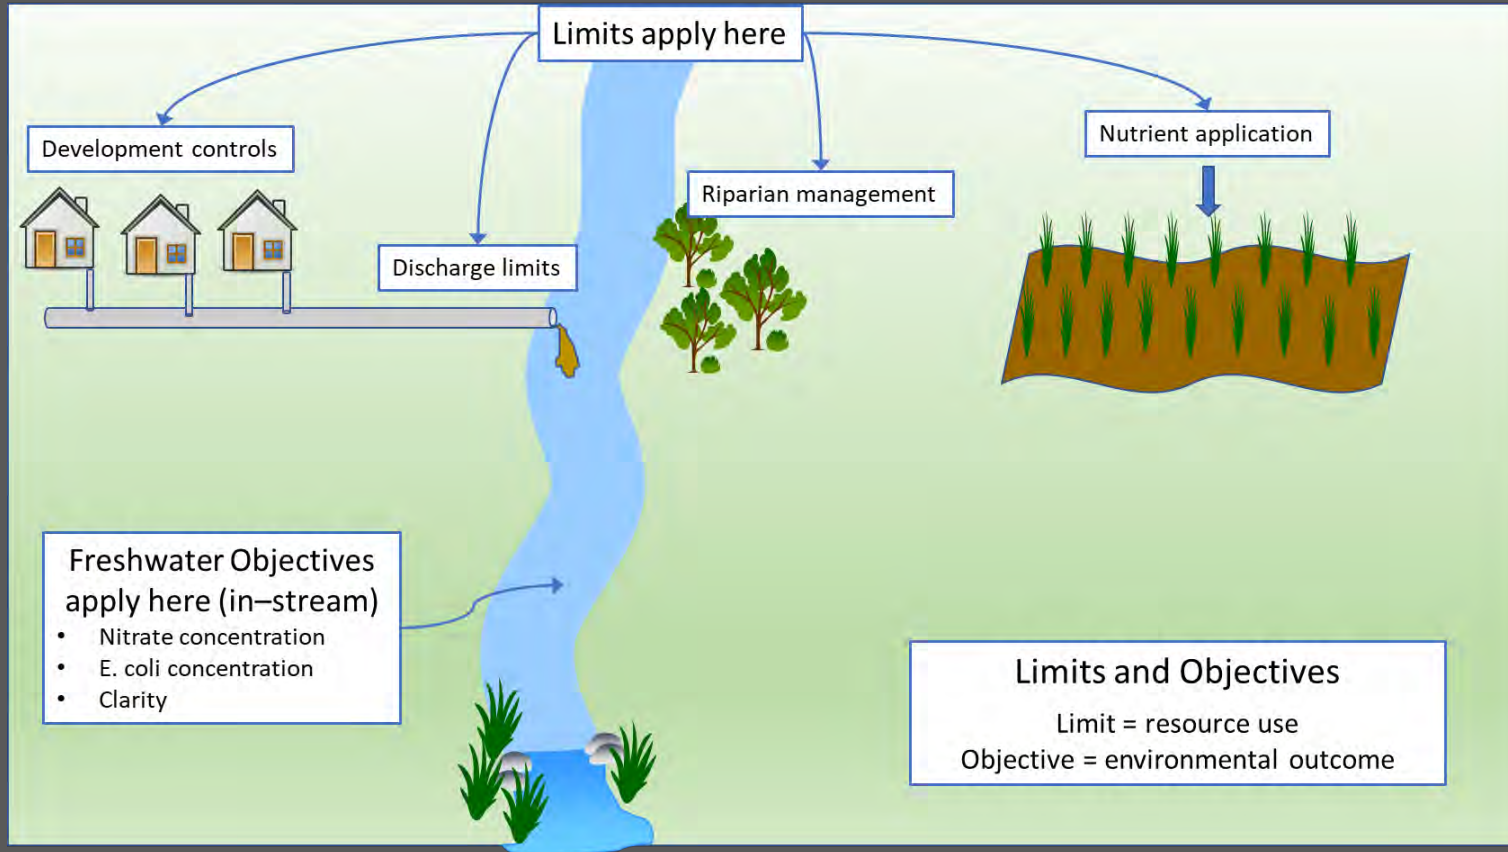 Limits apply here
Development controls
Nutrient application
Riparian management
Discharge limits
Freshwater Objectives
apply here (in–stream)
• Nitrate concentration
• E. coli concentration
• Clarity
Limits and Objectives
Limit = resource use
Objective = environmental outcome